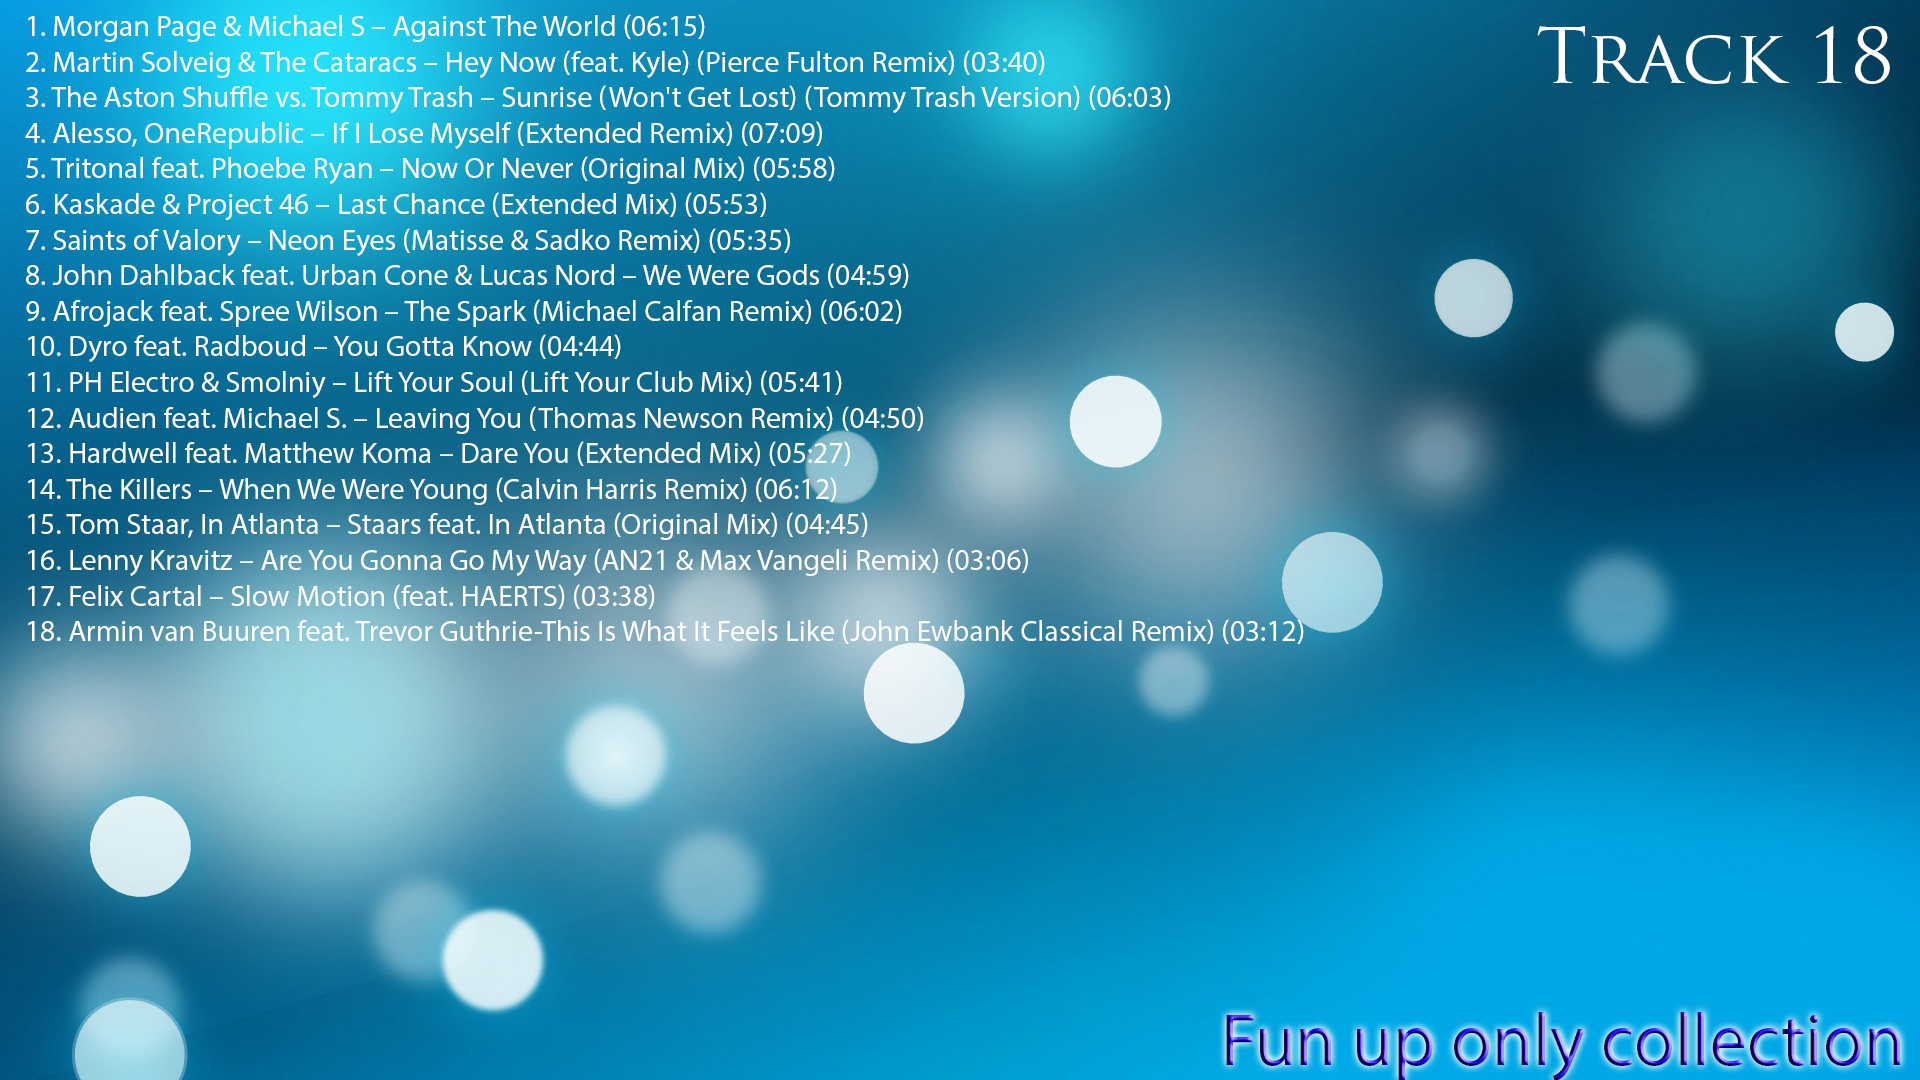 1. Morgan Page & Michael S – Against The World (06:15)
2. Martin Solveig & The Cataracs – Hey Now (feat. Kyle) (Pierce Fulton Remix) (03:40)
3. The Aston Shuffle vs. Tommy Trash – Sunrise (Won't Get Lost) (Tommy Trash Version) (06:03)
4. Alesso, OneRepublic – If I Lose Myself (Extended Remix) (07:09)
5. Tritonal feat. Phoebe Ryan – Now Or Never (Original Mix) (05:58)
6. Kaskade & Project 46 – Last Chance (Extended Mix) (05:53)
7. Saints of Valory – Neon Eyes (Matisse & Sadko Remix) (05:35)
8. John Dahlback feat. Urban Cone & Lucas Nord – We Were Gods (04:59)
9. Afrojack feat. Spree Wilson – The Spark (Michael Calfan Remix) (06:02)
10. Dyro feat. Radboud – You Gotta Know (04:44)
11. PH Electro & Smolniy – Lift Your Soul (Lift Your Club Mix) (05:41)
12. Audien feat. Michael S. – Leaving You (Thomas Newson Remix) (04:50)
13. Hardwell feat. Matthew Koma – Dare You (Extended Mix) (05:27)
14. The Killers – When We Were Young (Calvin Harris Remix) (06:12)
15. Tom Staar, In Atlanta – Staars feat. In Atlanta (Original Mix) (04:45)
16. Lenny Kravitz – Are You Gonna Go My Way (AN21 & Max Vangeli Remix) (03:06)
17. Felix Cartal – Slow Motion (feat. HAERTS) (03:38)
18. Armin van Buuren feat. Trevor Guthrie-This Is What It Feels Like (John Ewbank Classical Remix) (03:12)
Track 18
Fun up only collection